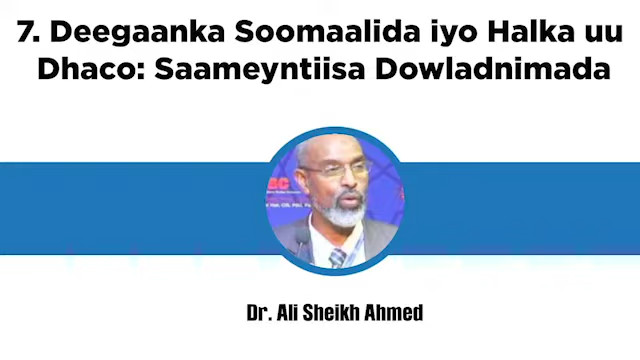 7. Deegaanka Soomaalida iyo Halka uu
Dhaco: Saameyntiisa Dowladnimada
Dr. Ali Sheikh Ahmed